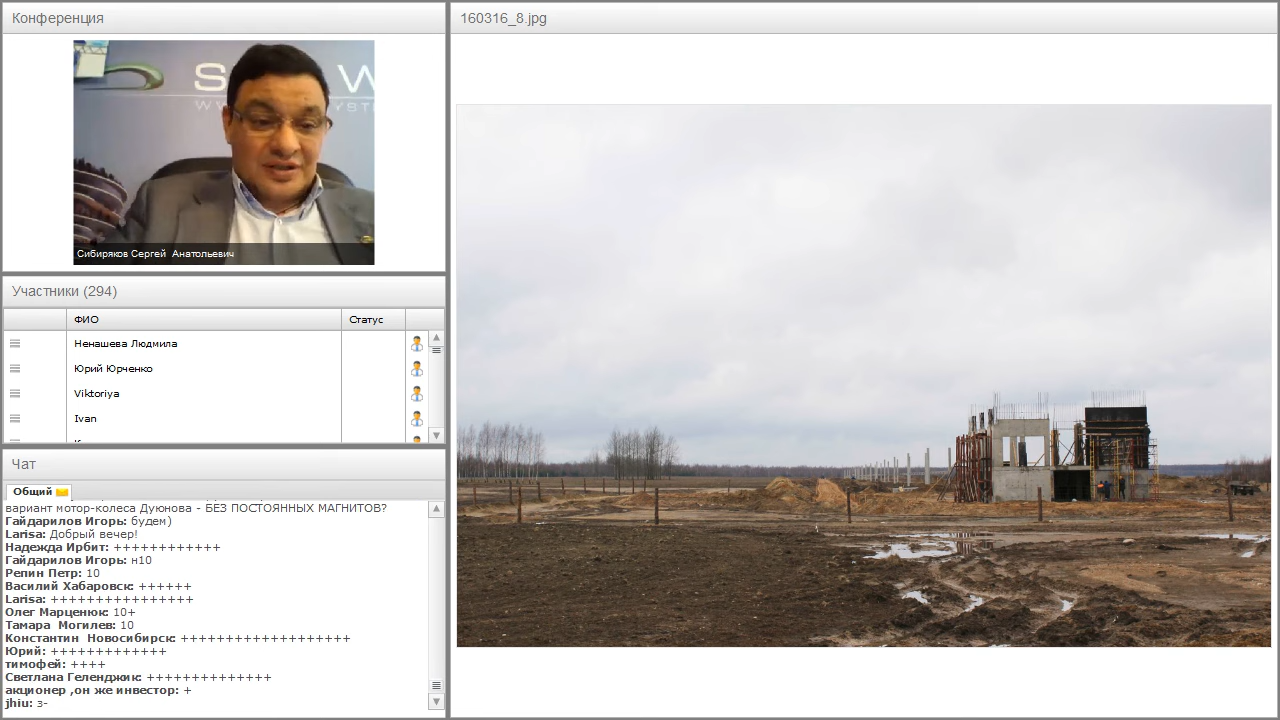 Конференция
S W
Сибиряков Сергей Анатольевич
Участники (294)
ФИО Статус
Ненашева Людмила
Юрий Юрченко
Viktoriya
Ivan
Чат
Общий
вариант мотор-колеса Дуюнова - БЕЗ ПОСТОЯННЫХ МАГНИТОВ?
Гайдарилов Игорь: будем)
Larisa: Добрый вечер!
Надежда Ирбит: ++++++++++++
Гайдарилов Игорь: н10
Репин Петр: 10
Василий Хабаровск: ++++++
Larisa: ++++++++++++++++
Олег Марценюк: 10+
Тамара Могилев: 10
Константин Новосибирск: +++++++++++++++++++
Юрий: +++++++++++++
тимофей: ++++
Светлана Геленджик: ++++++++++++++
акционер ,он же инвестор: +
jhiu: з-
160316_8.jpg